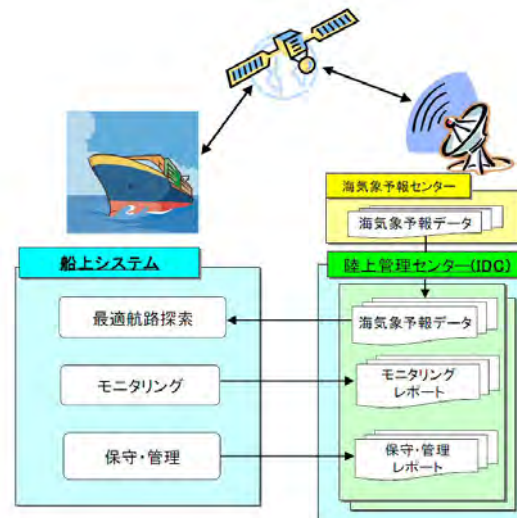 海気象予報センター
海気象予報データ
船上システム
陸上管理センター(IDC)
最適航路探索
海気象予報データ
モニタリング
モニタリング
レポート
保守・管理
保守・管理
レポート